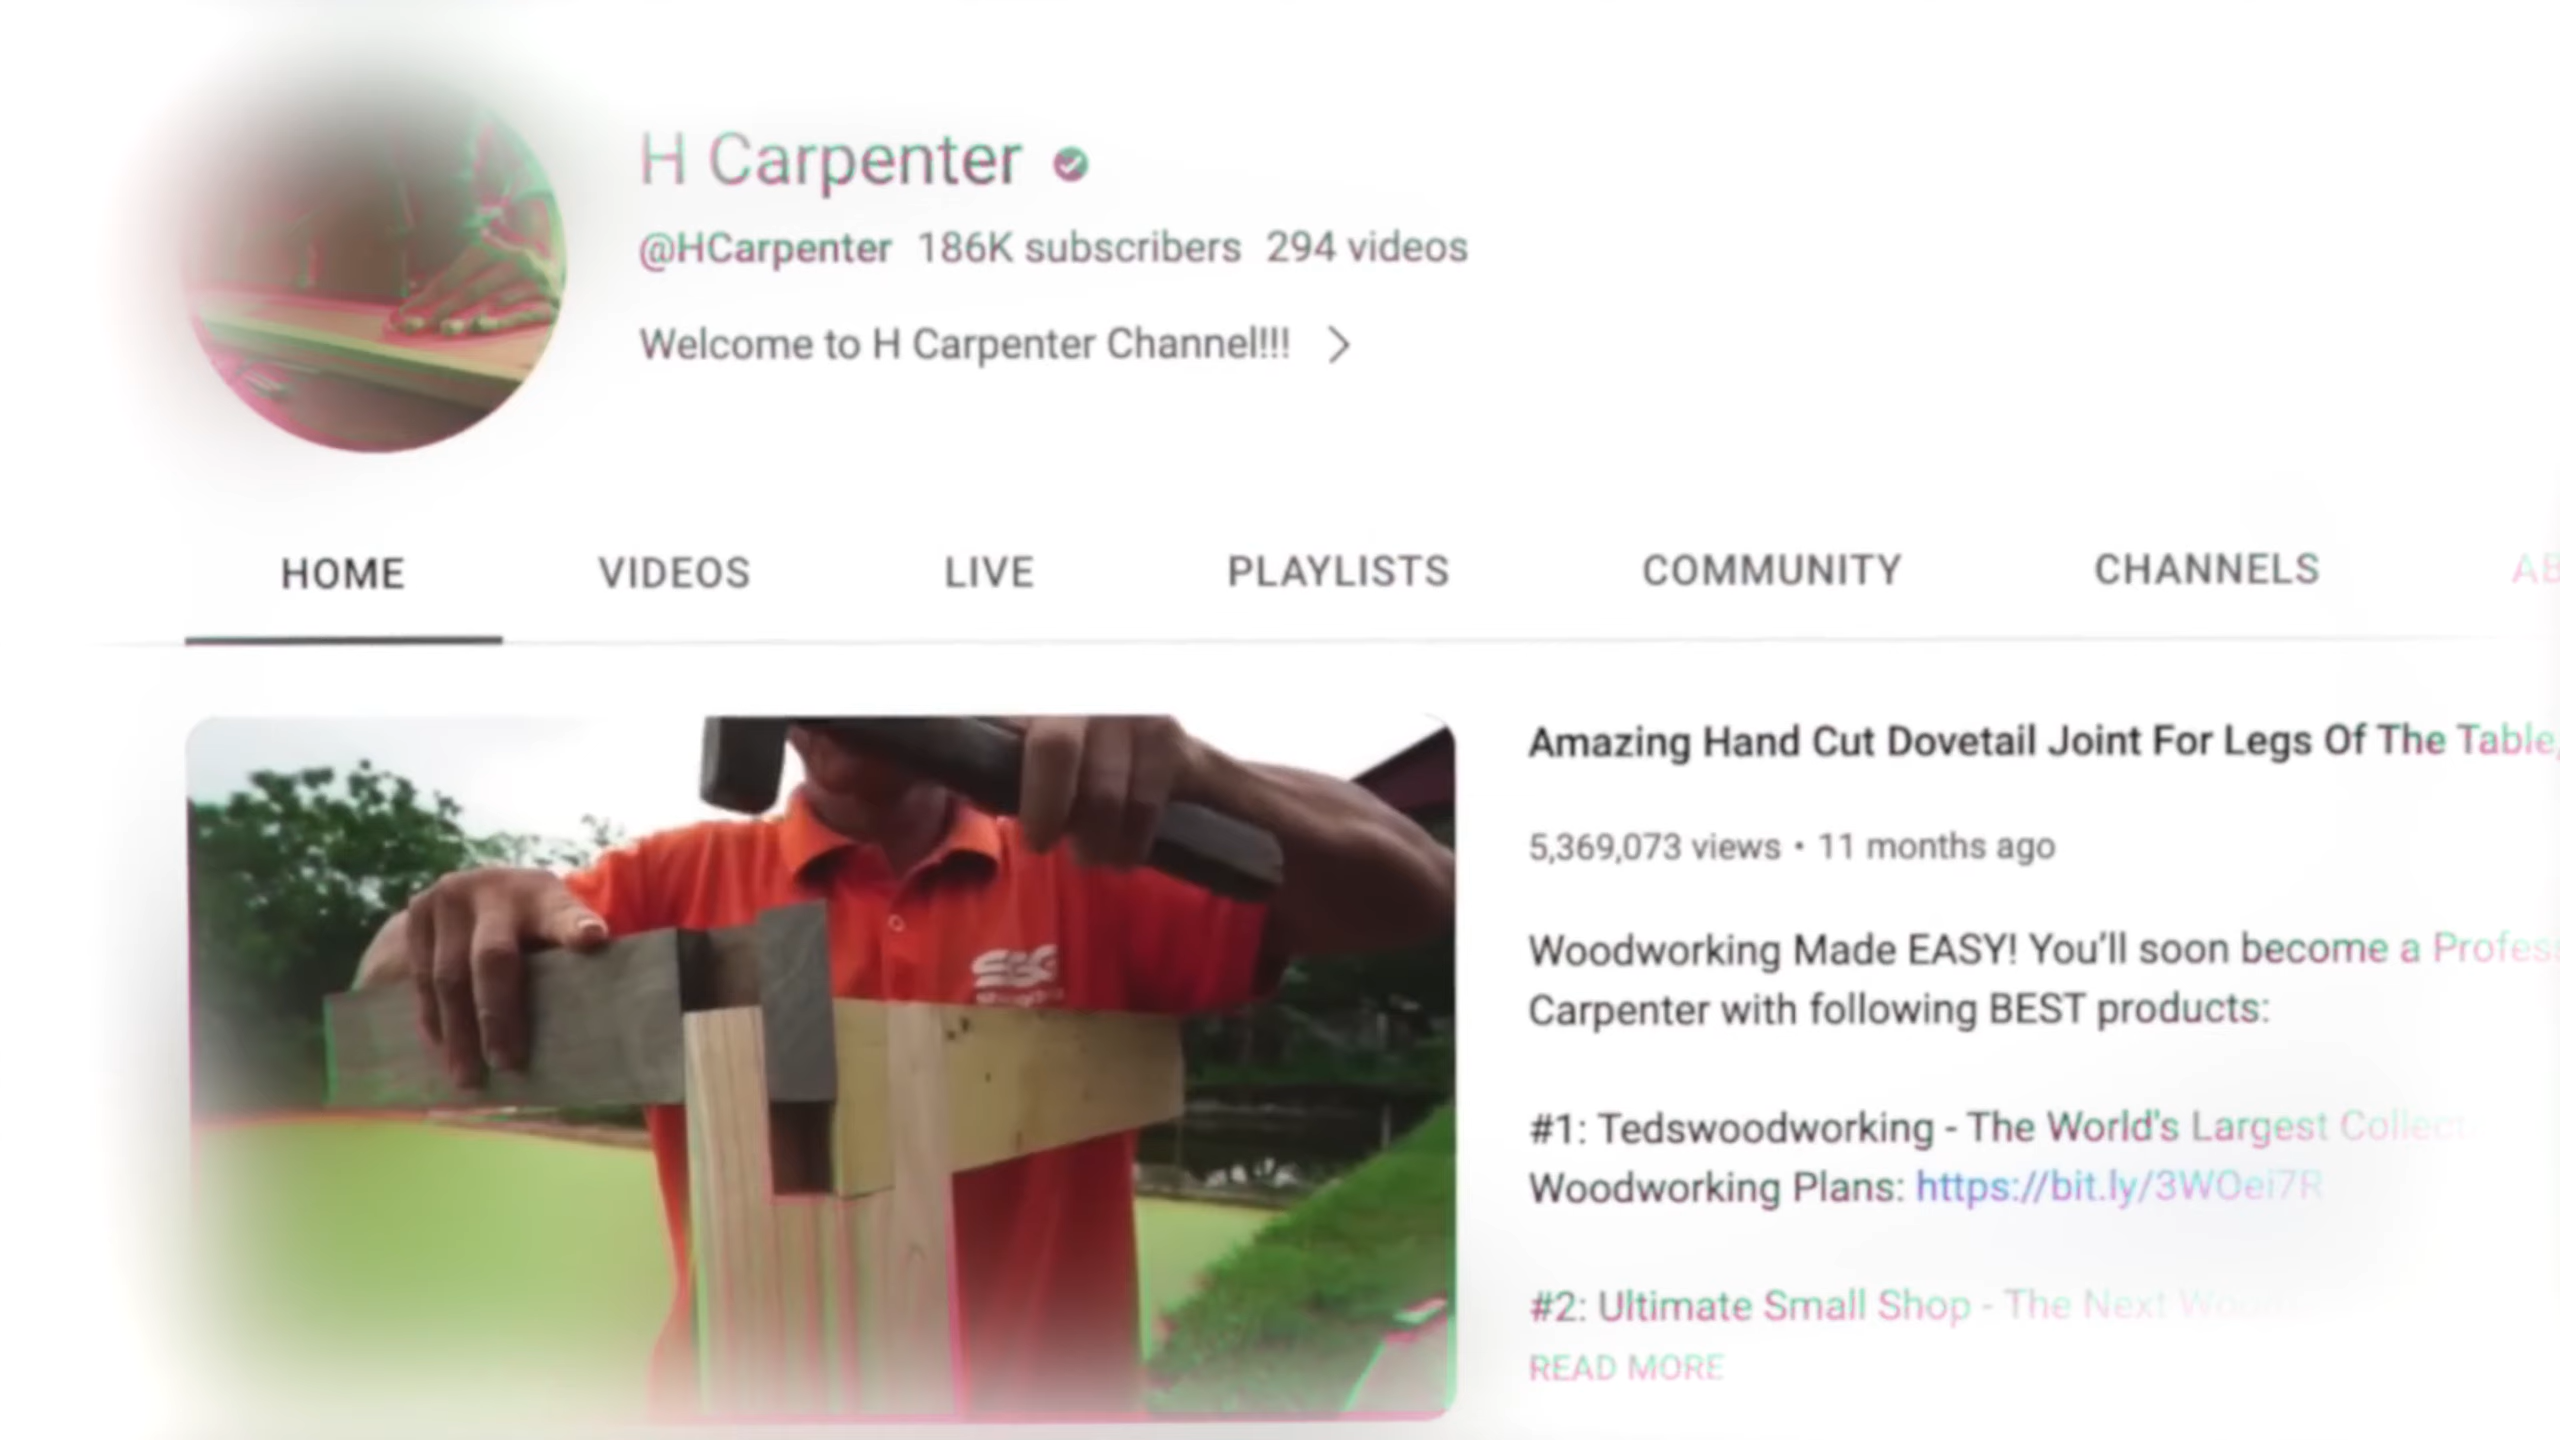 H Carpenter
@HCarpenter 186K subscribers 294 videos
Welcome to H Carpenter Channel!!!
HOME VIDEOS LIVE PLAYLISTS COMMUNITY CHANNELS
Amazing Hand Cut Dovetail Joint For Legs Of The Table,
5,369,073 views • 11 months ago
Woodworking Made EASY! You'll soon become a
Carpenter with following BEST products:
#1: Tedswoodworking - The World's Largest
Woodworking Plans: https://bit.ly/3WOei7R
#2: Ultimate Small Shop - The Next
READ MORE